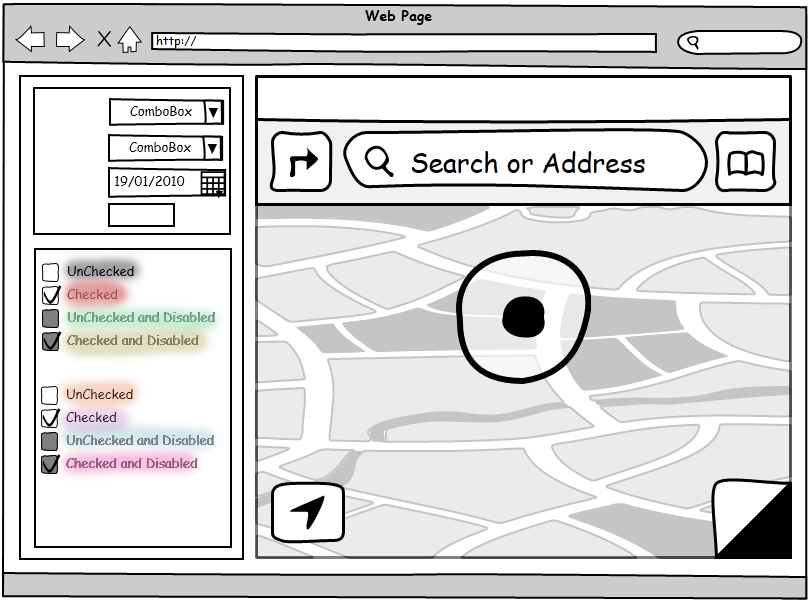 Web Page
http://
ComboBox
ComboBox
19/01/2010
Search or Address
UnChecked
Checked
UnChecked and Disabled
Checked and Disabled
UnChecked
Checked
UnChecked and Disabled
Checked and Disabled